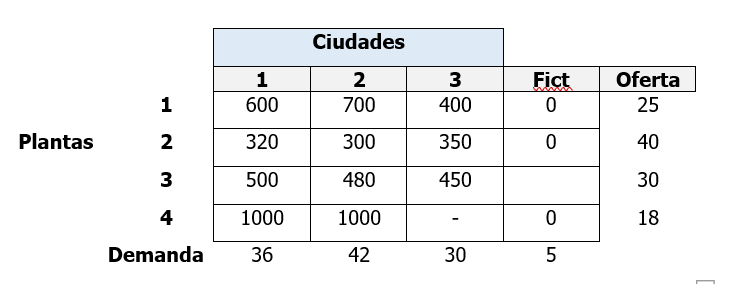 Ciudades
1 2 3 Fict Oferta
1 600 700 400 0 25
Plantas 2 320 300 350 0 40
3 500 480 450 30
4 1000 1000 - 0 18
Demanda 36 42 30 5